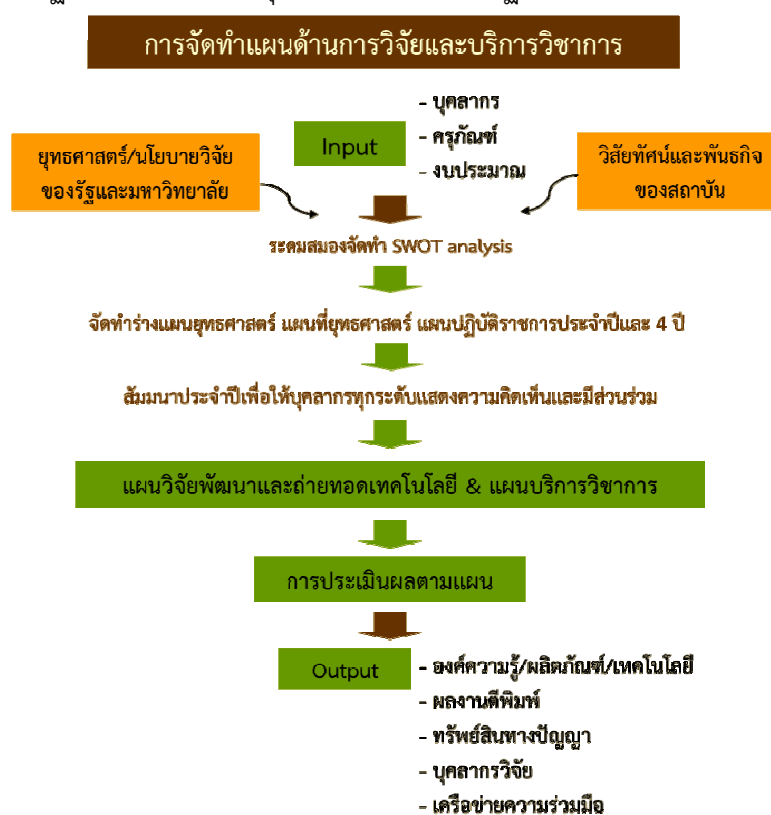 การจัดทำแผนด้านการวิจัยและบริการวิชาการ
- บุคลากร
Input
- ครุภัณฑ์
- งบประมาณ
ยุทธศาสตร์/นโยบายวิจัย
ของรัฐและมหาวิทยาลัย
วิสัยทัศน์และพันธกิจ
ของสถาบัน
ระดมสมองจัดทำ SWOT analysis
จัดทำร่างแผนยุทธศาสตร์ แผนที่ยุทธศาสตร์ แผนปฏิบัติราชการประจำปีและ 4 ปี
สัมมนาประจำปีเพื่อให้บุคลากรทุกระดับแสดงความคิดเห็นและมีส่วนร่วม
แผนวิจัยพัฒนาและถ่ายทอดเทคโนโลยี & แผนบริการวิชาการ
การประเมินผลตามแผน
Output
- องค์ความรู้/ผลิตภัณฑ์/เทคโนโลยี
- ผลงานตีพิมพ์
- ทรัพย์สินทางปัญญา
- บุคลากรวิจัย
- เครือข่ายความร่วมมือ